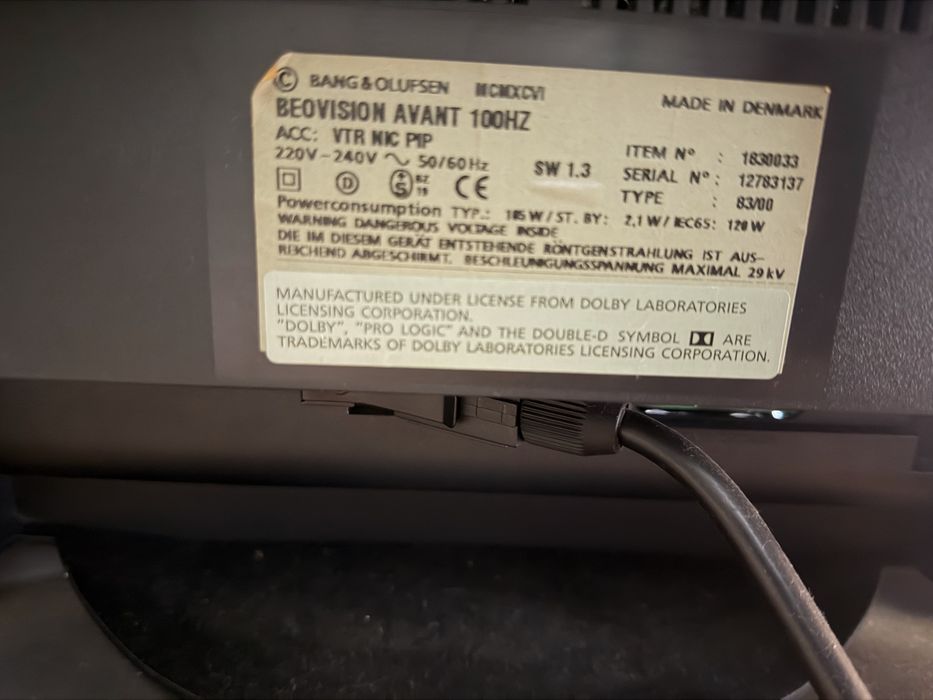 © BANG & OLUFSEN MCMXCVI MADE IN DENMARK
BEOVISION AVANT 100HZ
ACC: VTR NIC PIP
220V – 240V ∼ 50/60 Hz SW 1.3
ITEM Nº : 1830033
SERIAL Nº : 12783137
TYPE : 83/00
D S CE
Powerconsumption TYP.: 105 W / ST. BY: 2,1 W / IEC65: 120 W
WARNING DANGEROUS VOLTAGE INSIDE
DIE IM DIESEM GERÄT ENTSTEHENDE RÖNTGENSTRAHLUNG IST AUS-
REICHEND ABGESCHIRMT. BESCHLEUNIGUNGSSPANNUNG MAXIMAL 29 kV
MANUFACTURED UNDER LICENSE FROM DOLBY LABORATORIES
LICENSING CORPORATION.
"DOLBY", "PRO LOGIC" AND THE DOUBLE-D SYMBOL ARE
TRADEMARKS OF DOLBY LABORATORIES LICENSING CORPORATION.